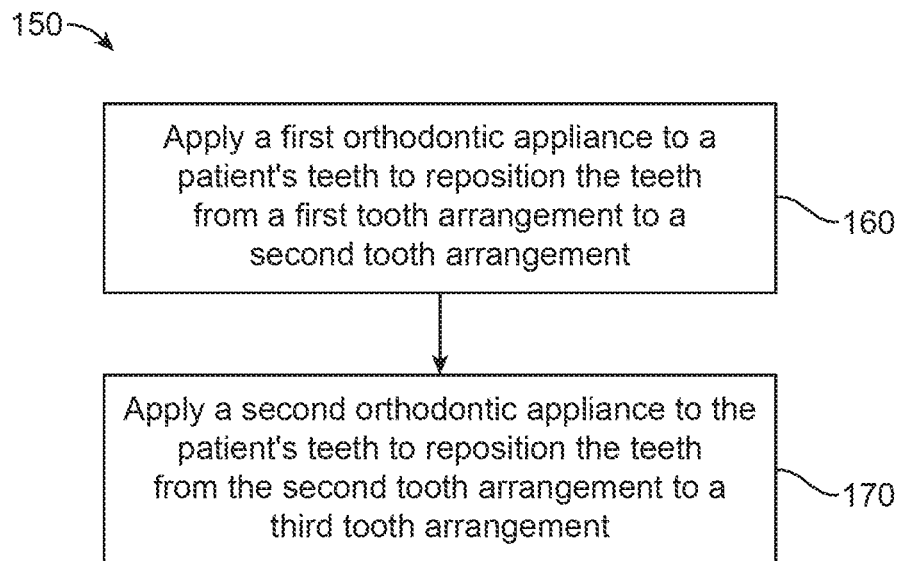 150
Apply a first orthodontic appliance to a
patient's teeth to reposition the teeth
from a first tooth arrangement to a
second tooth arrangement
160
Apply a second orthodontic appliance to the
patient's teeth to reposition the teeth
from the second tooth arrangement to a
third tooth arrangement
170